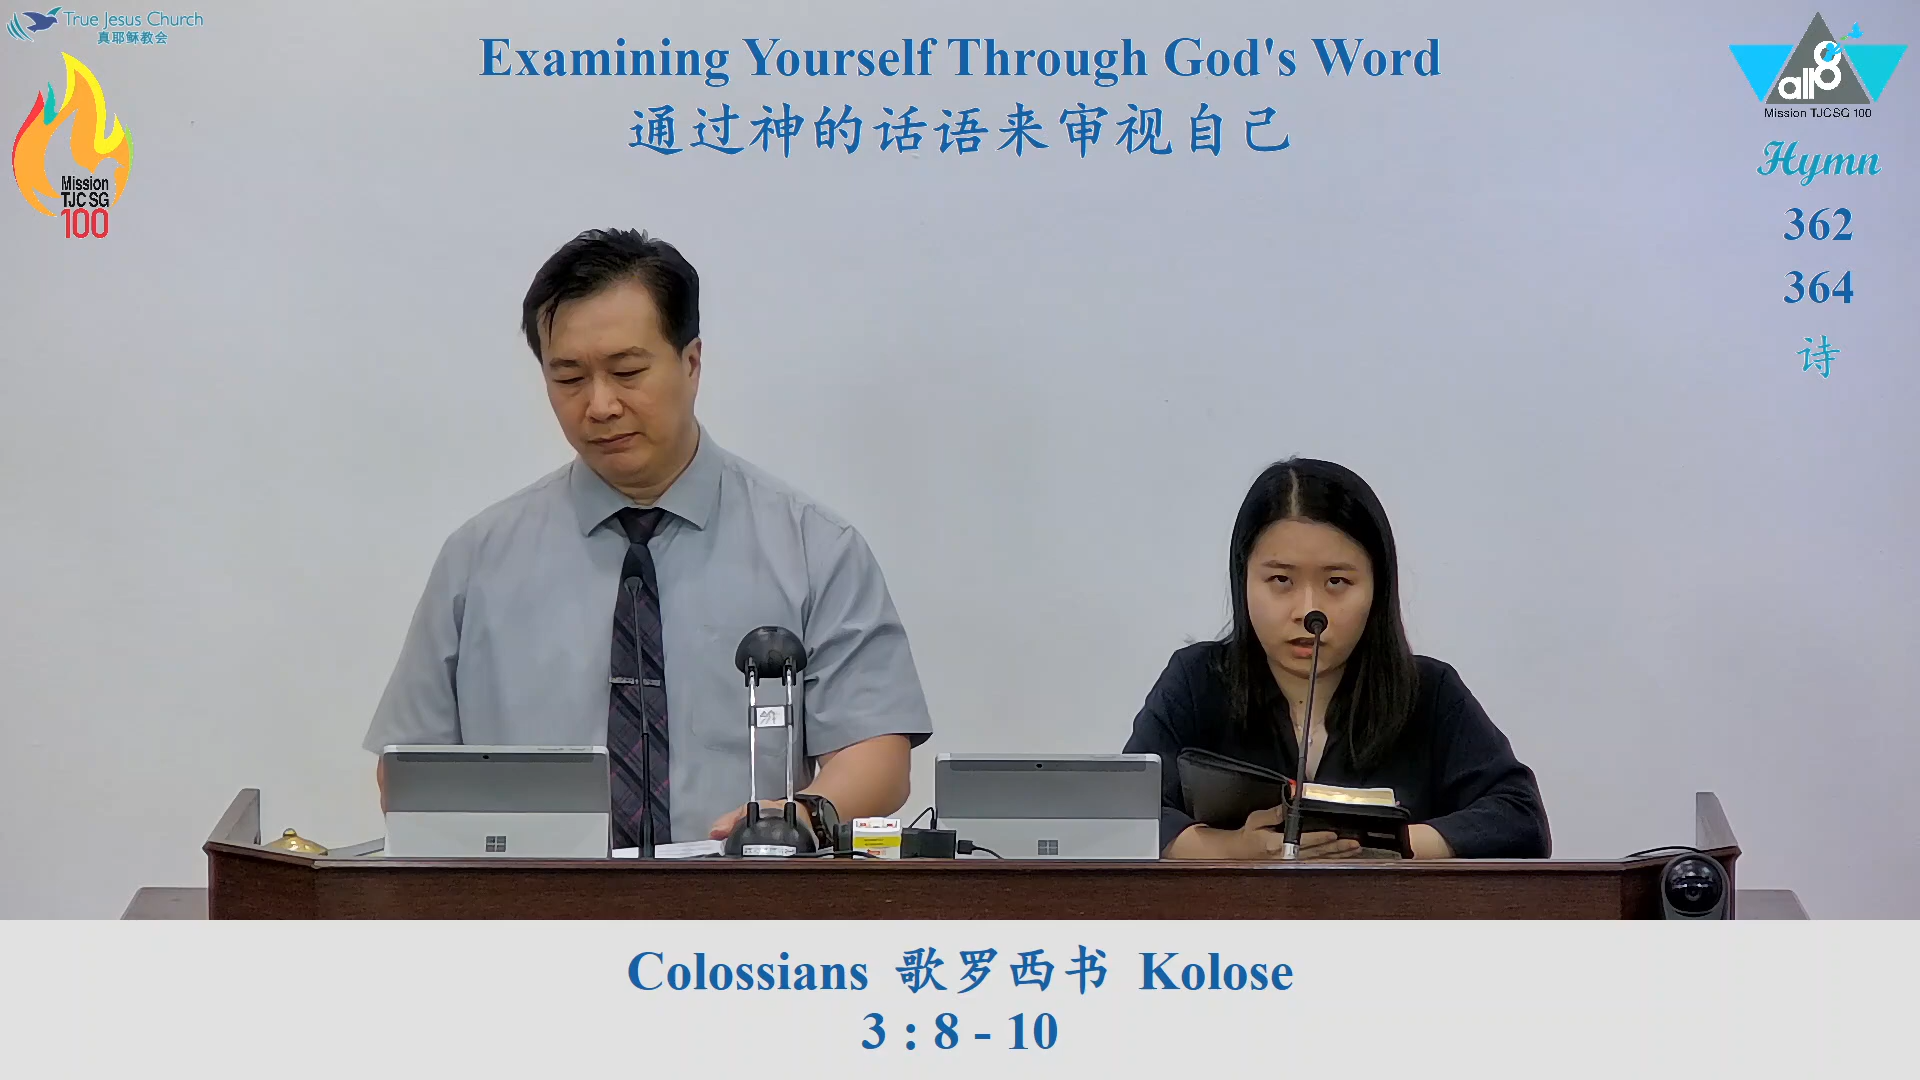 True Jesus Church
真耶稣教会
Mission
TJC SG
100
Examining Yourself Through God's Word
通过神的话语来审视自己
all8
Mission TJCSG 100
Hymn
362
364
诗
Colossians 歌罗西书 Kolose
3 : 8 - 10